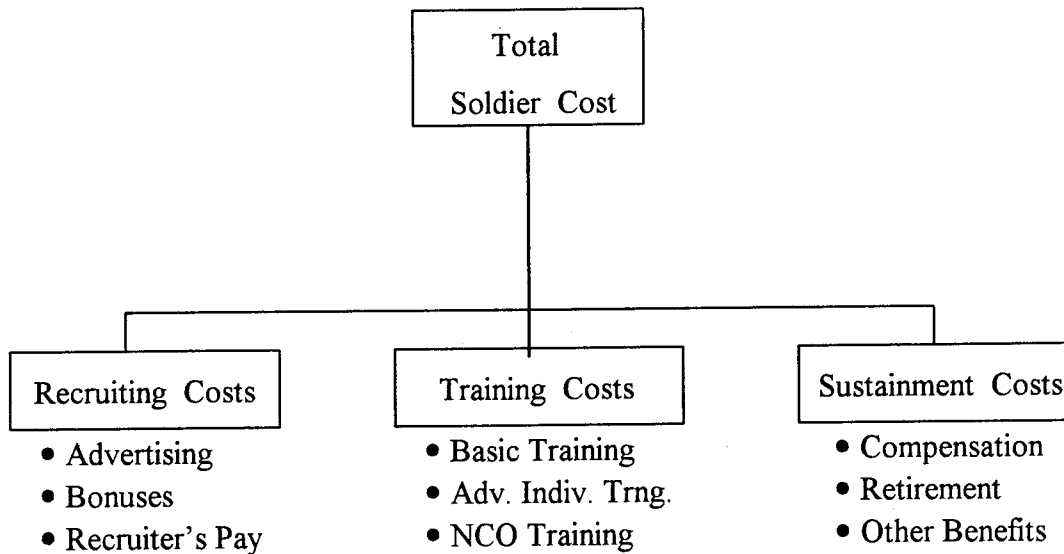 Total
Soldier Cost
Recruiting Costs
• Advertising
• Bonuses
• Recruiter's Pay
Training Costs
• Basic Training
• Adv. Indiv. Trng.
• NCO Training
Sustainment Costs
• Compensation
• Retirement
• Other Benefits